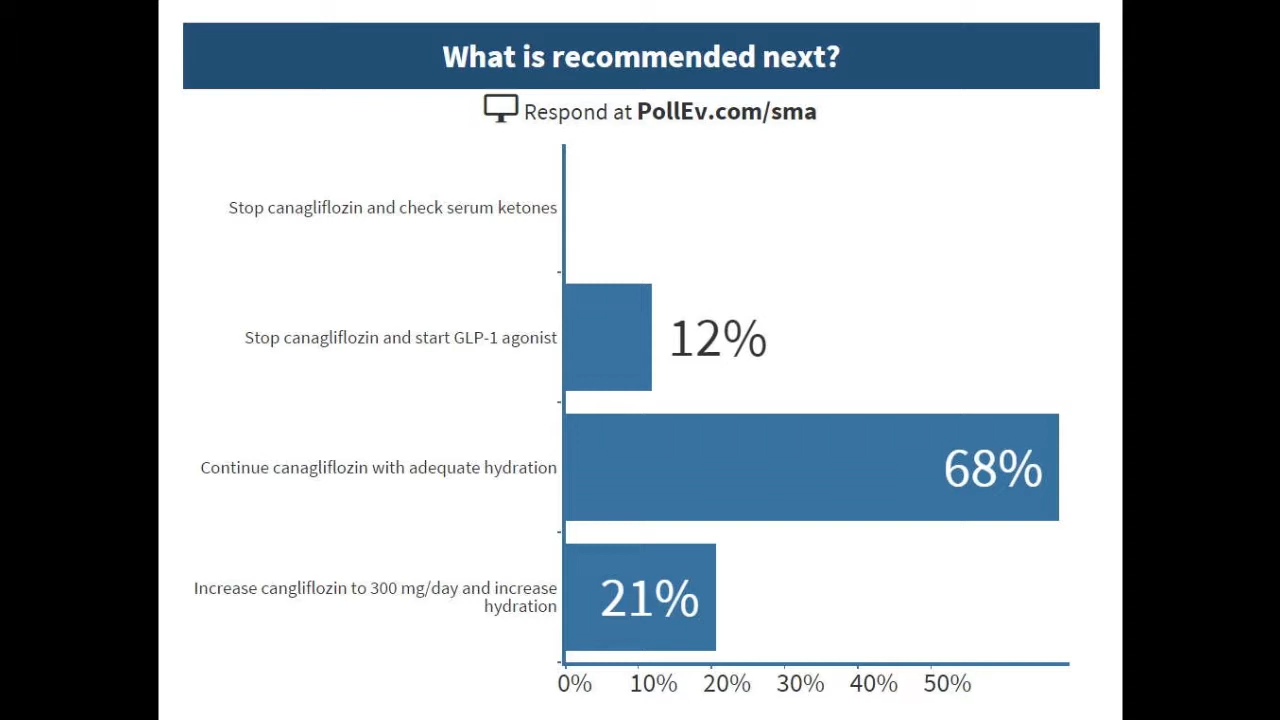 What is recommended next?
Respond at PollEv.com/sma
Stop canagliflozin and check serum ketones
Stop canagliflozin and start GLP-1 agonist
12%
Continue canagliflozin with adequate hydration
68%
Increase cangliflozin to 300 mg/day and increase
hydration
21%
0% 10% 20% 30% 40% 50%